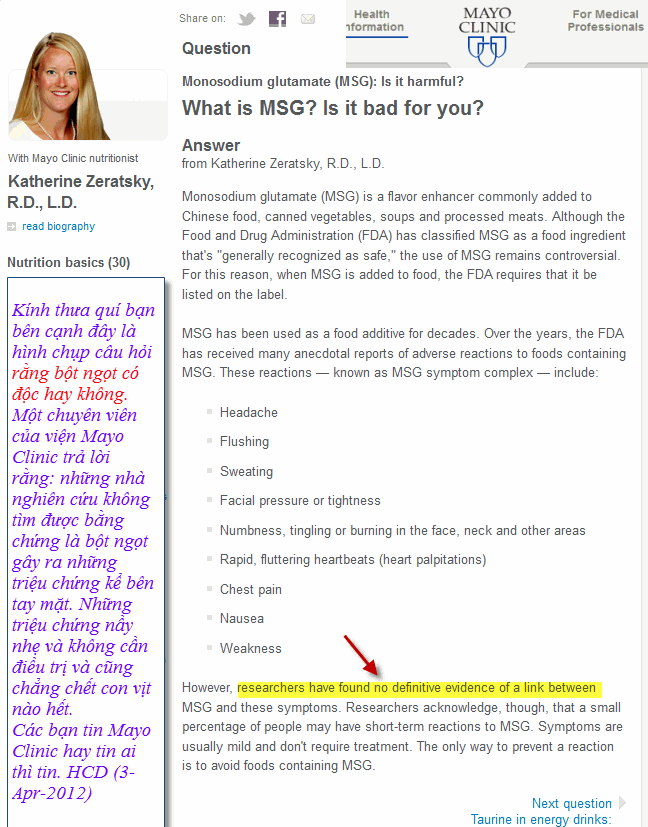 Share on:
Health
Information
MAYO
CLINIC
For Medical
Professionals
Question
Monosodium glutamate (MSG): Is it harmful?
What is MSG? Is it bad for you?
Answer
from Katherine Zeratsky, R.D., L.D.
With Mayo Clinic nutritionist
Katherine Zeratsky,
R.D., L.D.
read biography
Nutrition basics (30)
Kính thưa quí bạn
bên cạnh đây là
hình chụp câu hỏi
rằng bột ngọt có
độc hay không.
Một chuyên viên
của viện Mayo
Clinic trả lời
rằng: những nhà
nghiên cứu không
tìm được bằng
chứng là bột ngọt
gây ra những
triệu chứng kể bên
tay mặt. Những
triệu chứng nầy
nhẹ và không cần
điều trị và cũng
chẳng chết con vịt
nào hết.
Các bạn tin Mayo
Clinic hay tin ai
thì tin. HCD (3-
Apr-2012)
Monosodium glutamate (MSG) is a flavor enhancer commonly added to
Chinese food, canned vegetables, soups and processed meats. Although the
Food and Drug Administration (FDA) has classified MSG as a food ingredient
that's "generally recognized as safe," the use of MSG remains controversial.
For this reason, when MSG is added to food, the FDA requires that it be
listed on the label.
MSG has been used as a food additive for decades. Over the years, the FDA
has received many anecdotal reports of adverse reactions to foods containing
MSG. These reactions — known as MSG symptom complex — include:
Headache
Flushing
Sweating
Facial pressure or tightness
Numbness, tingling or burning in the face, neck and other areas
Rapid, fluttering heartbeats (heart palpitations)
Chest pain
Nausea
Weakness
However, researchers have found no definitive evidence of a link between
MSG and these symptoms. Researchers acknowledge, though, that a small
percentage of people may have short-term reactions to MSG. Symptoms are
usually mild and don't require treatment. The only way to prevent a reaction
is to avoid foods containing MSG.
Next question
Taurine in energy drinks: